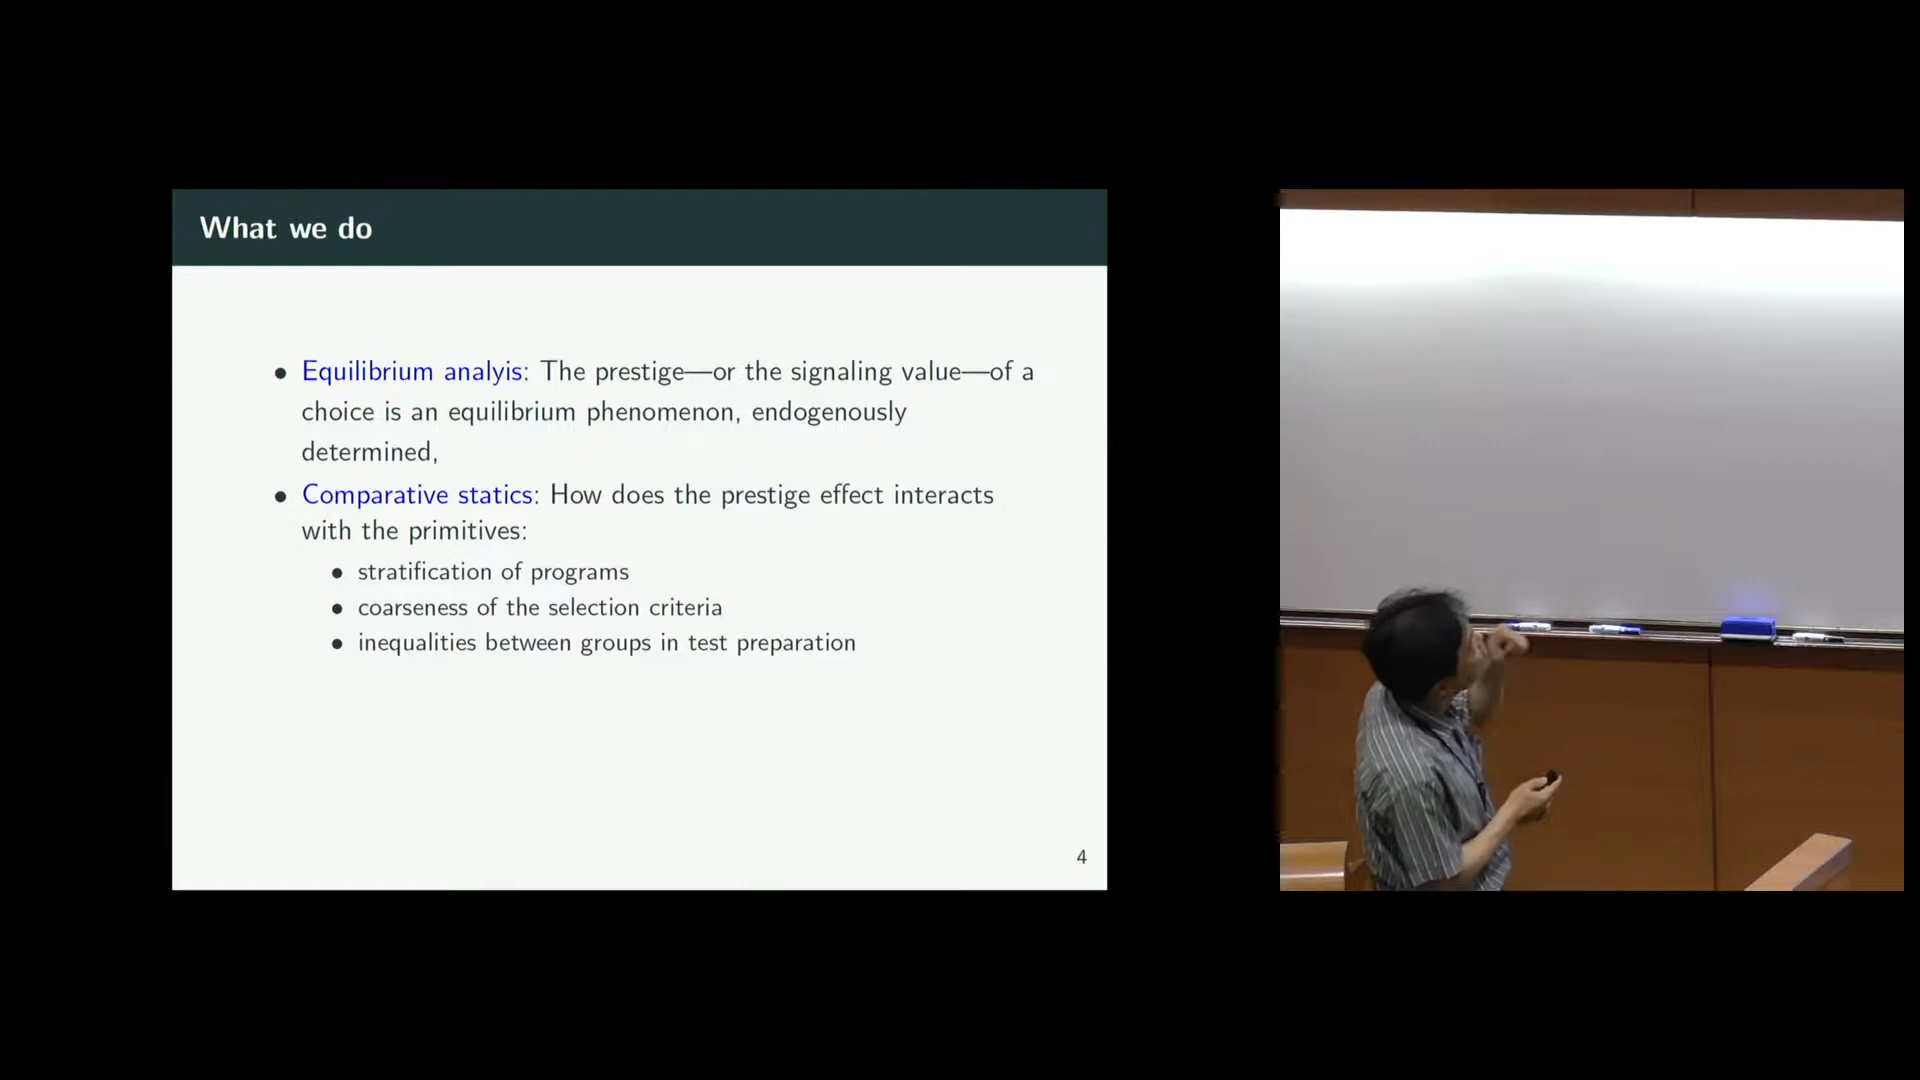 What we do
• Equilibrium analyis: The prestige—or the signaling value—of a
choice is an equilibrium phenomenon, endogenously
determined,
• Comparative statics: How does the prestige effect interacts
with the primitives:
• stratification of programs
• coarseness of the selection criteria
• inequalities between groups in test preparation
4